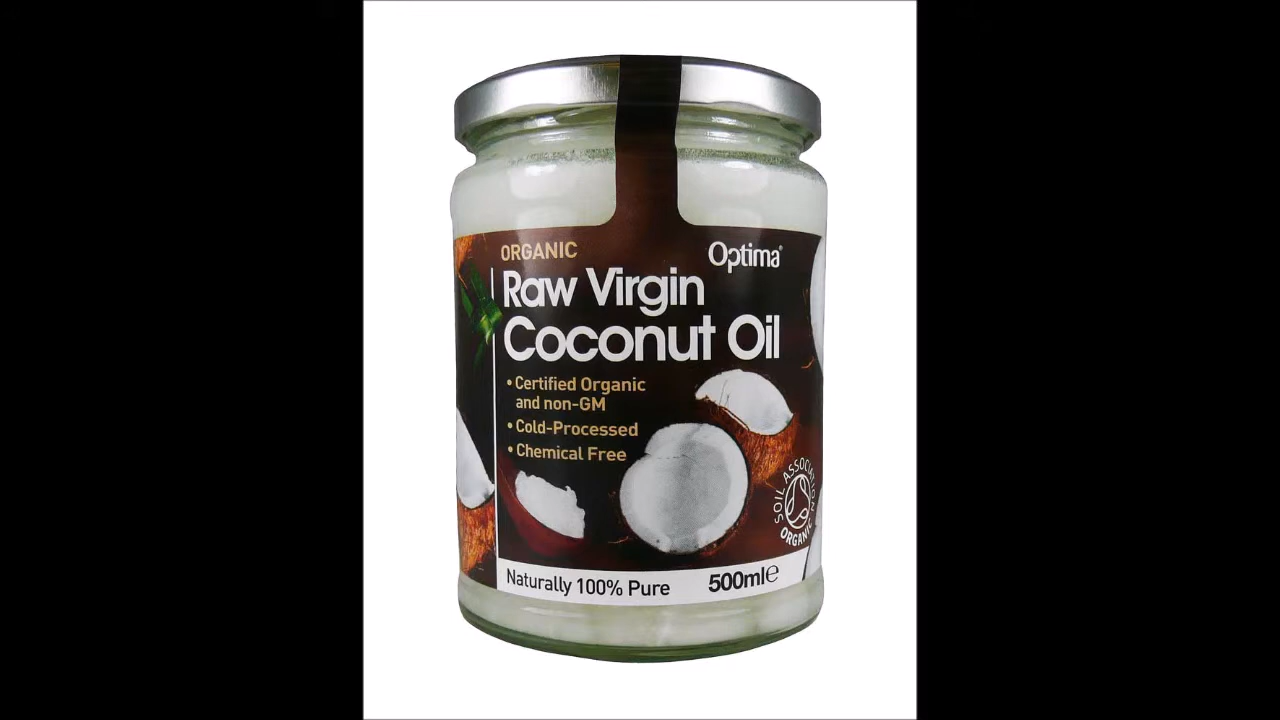 ORGANIC
Optima®
Raw Virgin
Coconut Oil
• Certified Organic
and non-GM
• Cold-Processed
• Chemical Free
SOIL ASSOCIATION
ORGANIC
Naturally 100% Pure
500ml℮